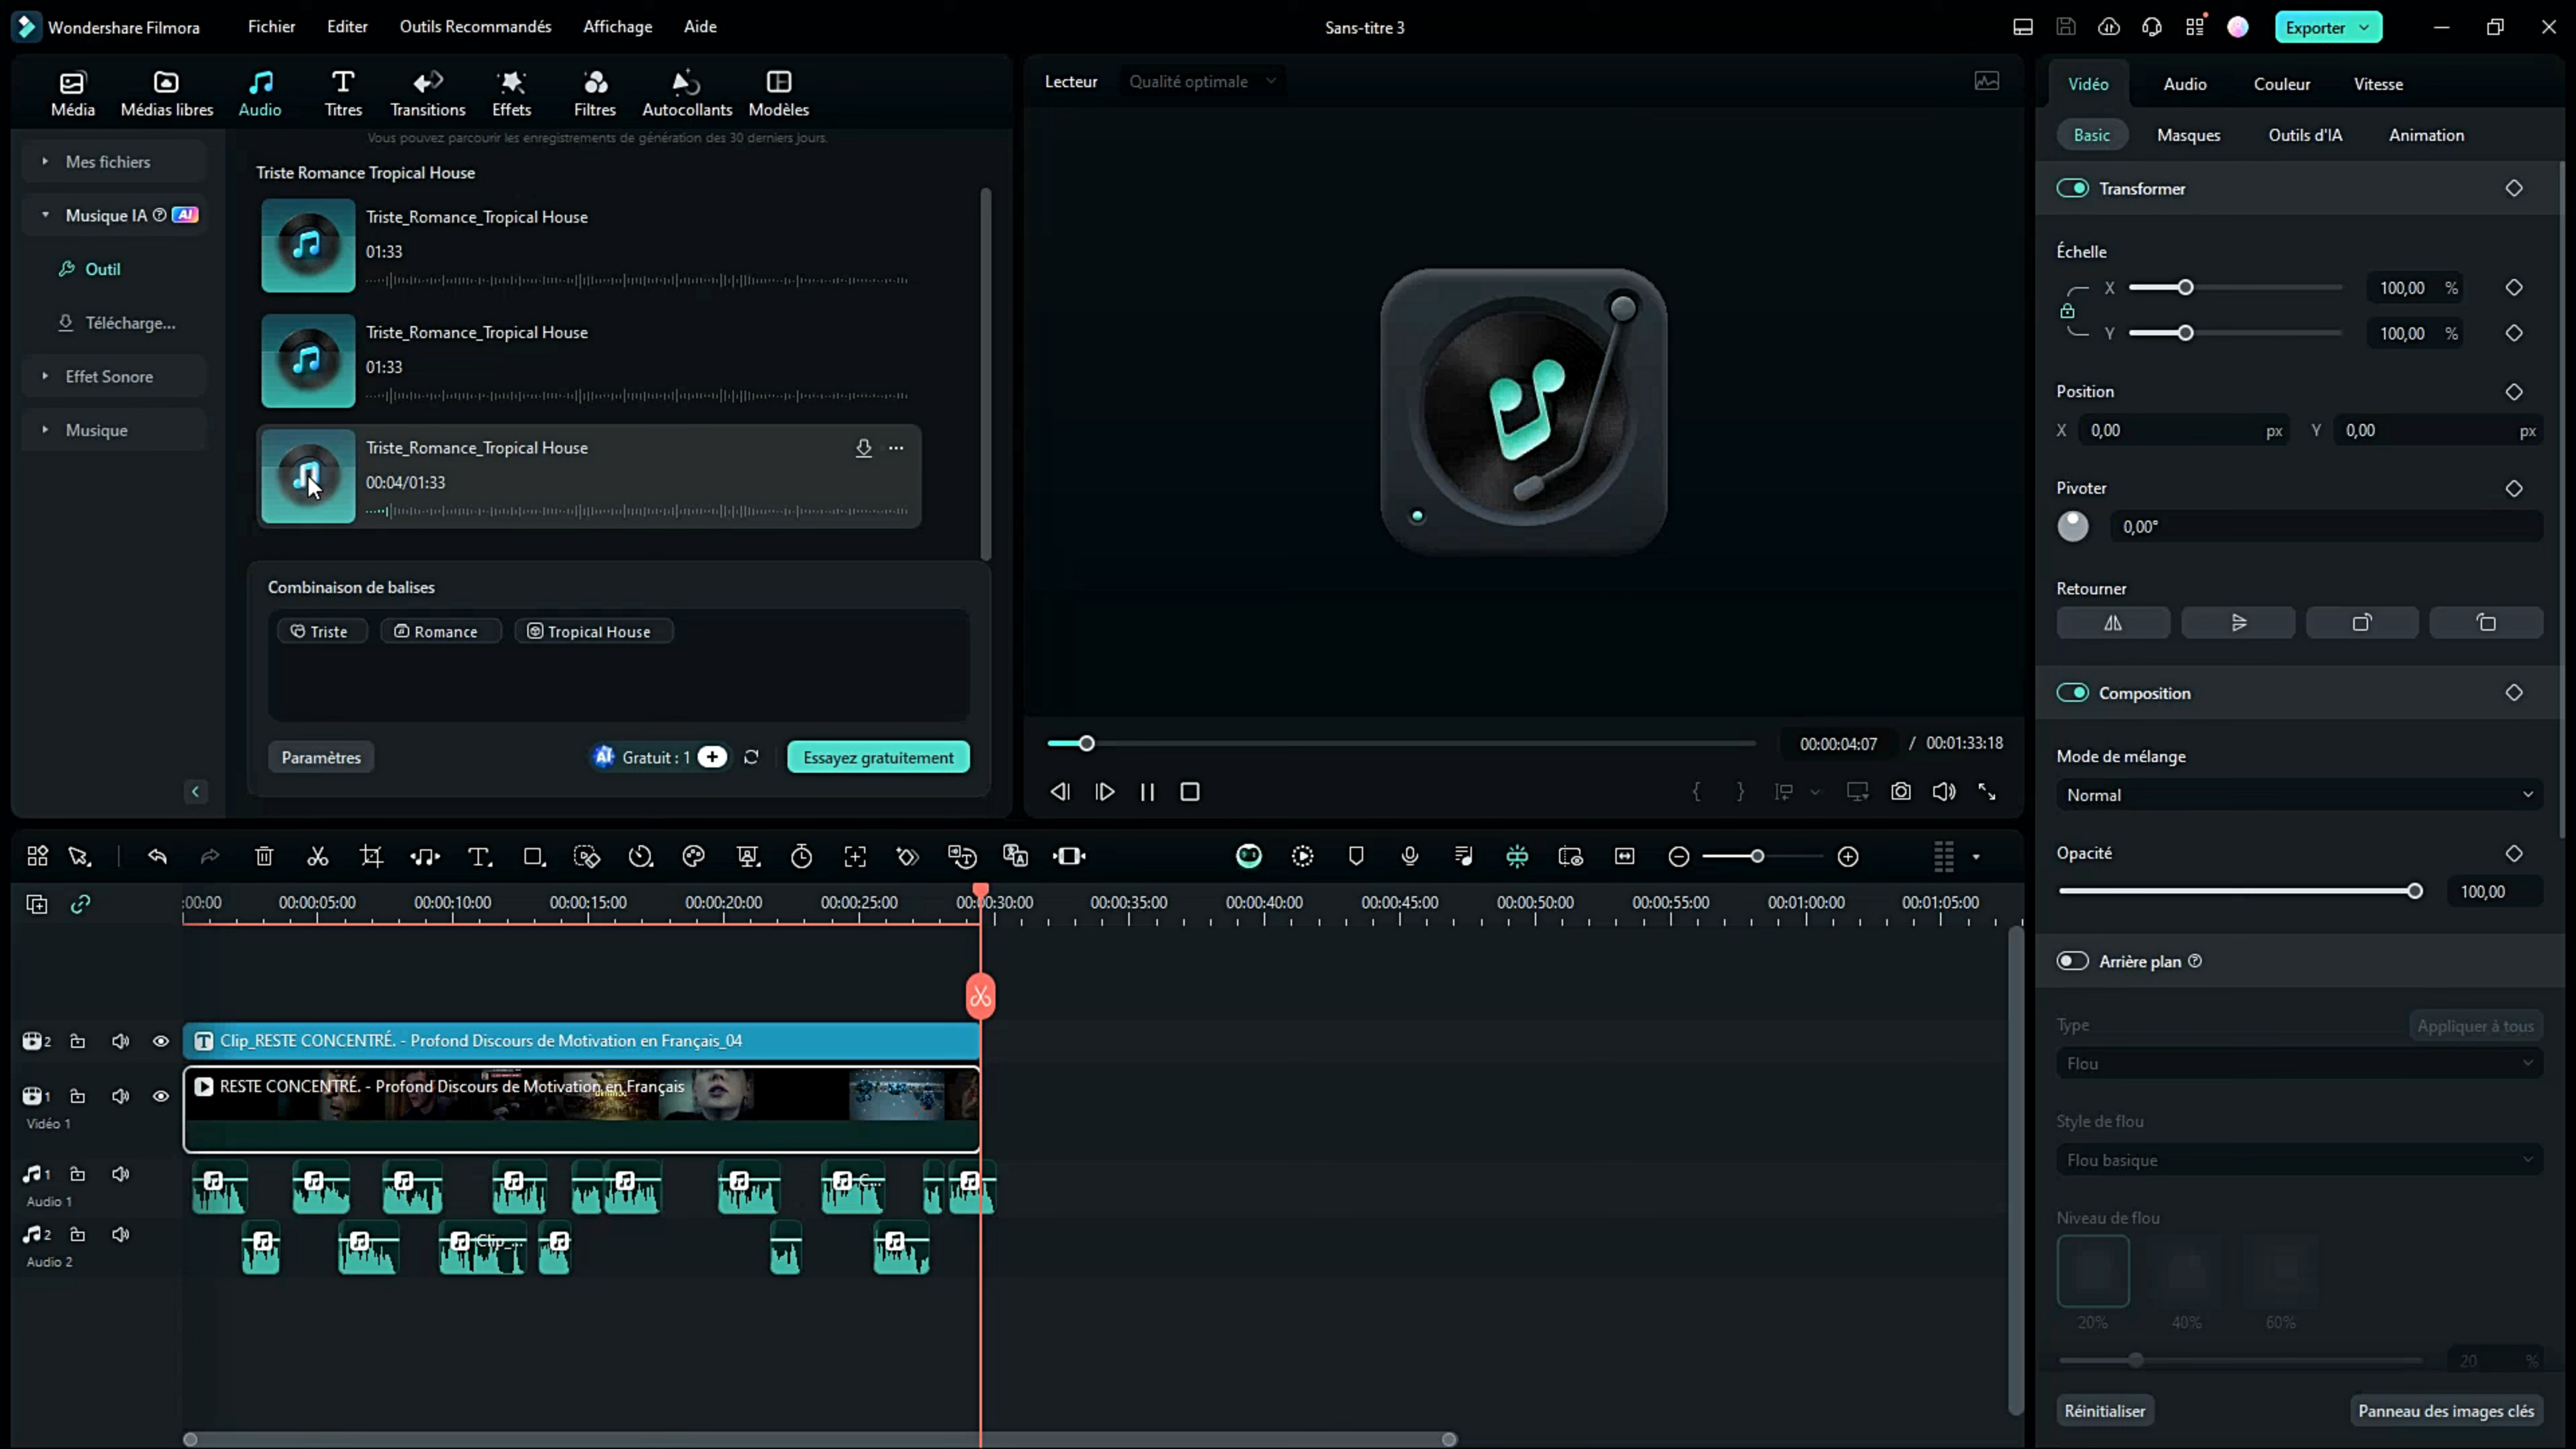 Wondershare Filmora
Fichier
Editer
Outils Recommandés
Affichage
Aide
Sans-titre 3
Exporter
Média
Médias libres
Audio
Titres
Transitions
Effets
Filtres
Autocollants
Modèles
Vous pouvez parcourir les enregistrements de génération des 30 derniers jours.
Mes fichiers
Musique IA
AI
Outil
Télécharge...
Effet Sonore
Musique
Triste Romance Tropical House
Triste_Romance_Tropical House
01:33
Triste_Romance_Tropical House
01:33
Triste_Romance_Tropical House
00:04/01:33
Combinaison de balises
Triste
Romance
Tropical House
Paramètres
AI
Gratuit : 1
Essayez gratuitement
Lecteur
Qualité optimale
00:00:04:07 / 00:01:33:18
Vidéo
Audio
Couleur
Vitesse
Basic
Masques
Outils d'IA
Animation
Transformer
Échelle
X
100,00 %
Y
100,00 %
Position
X 0,00 px Y 0,00 px
Pivoter
0,00°
Retourner
Composition
Mode de mélange
Normal
Opacité
100,00
Arrière plan
Type
Appliquer à tous
Flou
Style de flou
Flou basique
Niveau de flou
20%
40%
60%
20 %
Réinitialiser
Panneau des images clés
:00:00
00:00:05:00
00:00:10:00
00:00:15:00
00:00:20:00
00:00:25:00
00:00:30:00
00:00:35:00
00:00:40:00
00:00:45:00
00:00:50:00
00:00:55:00
00:01:00:00
00:01:05:00
2
Clip_RESTE CONCENTRÉ. - Profond Discours de Motivation en Français_04
1
RESTE CONCENTRÉ. - Profond Discours de Motivation en Français
Vidéo 1
1
C...
Audio 1
2
Clip_...
Audio 2